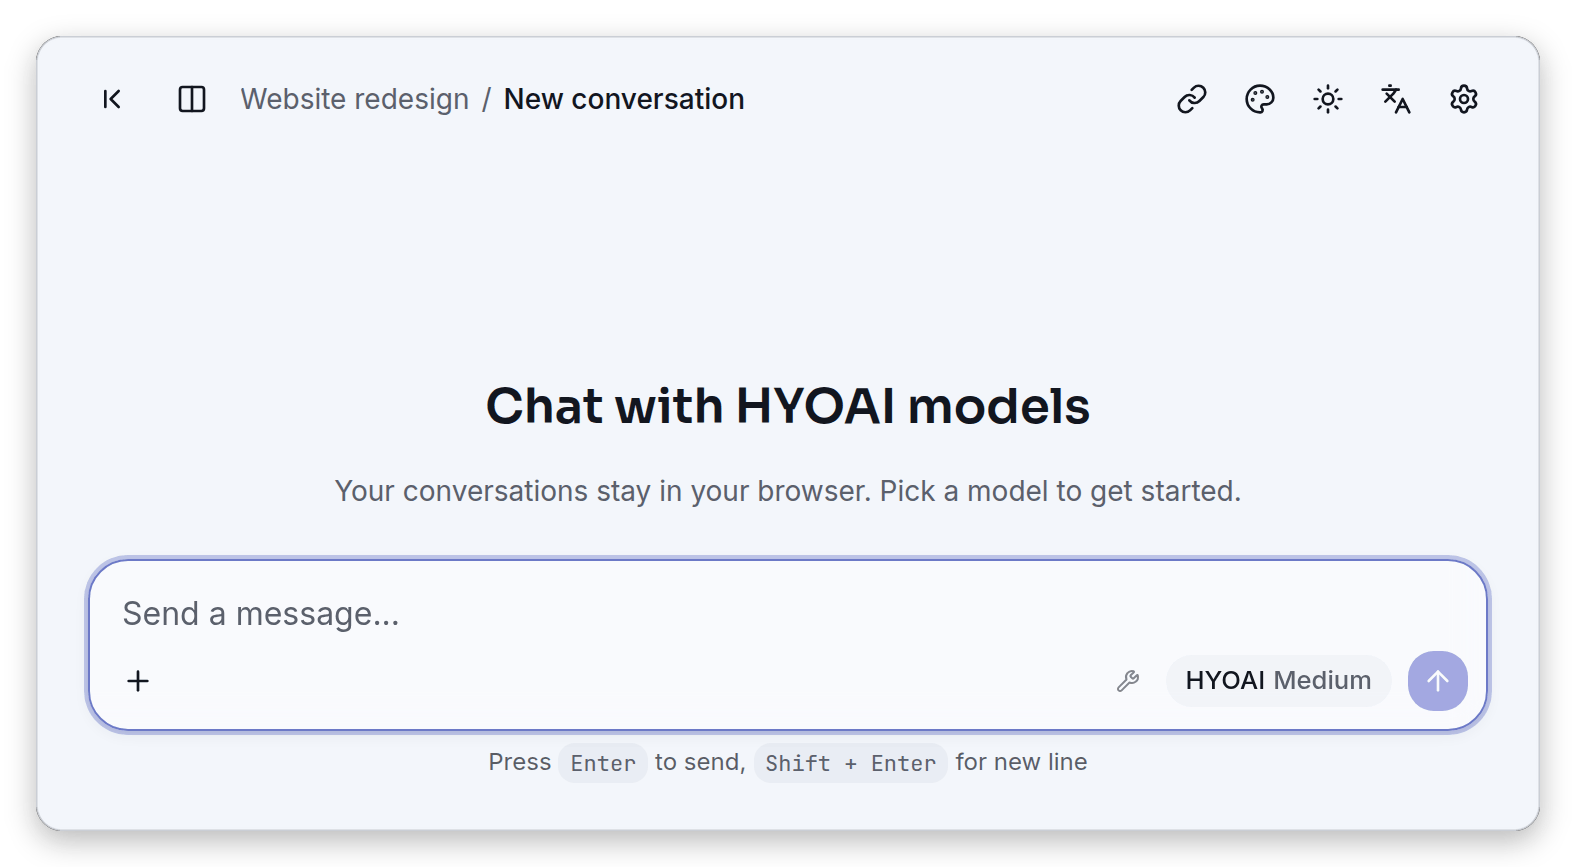 Website redesign / New conversation
Chat with HYOAI models
Your conversations stay in your browser. Pick a model to get started.
Send a message...
HYOAI Medium
Press Enter to send, Shift + Enter for new line